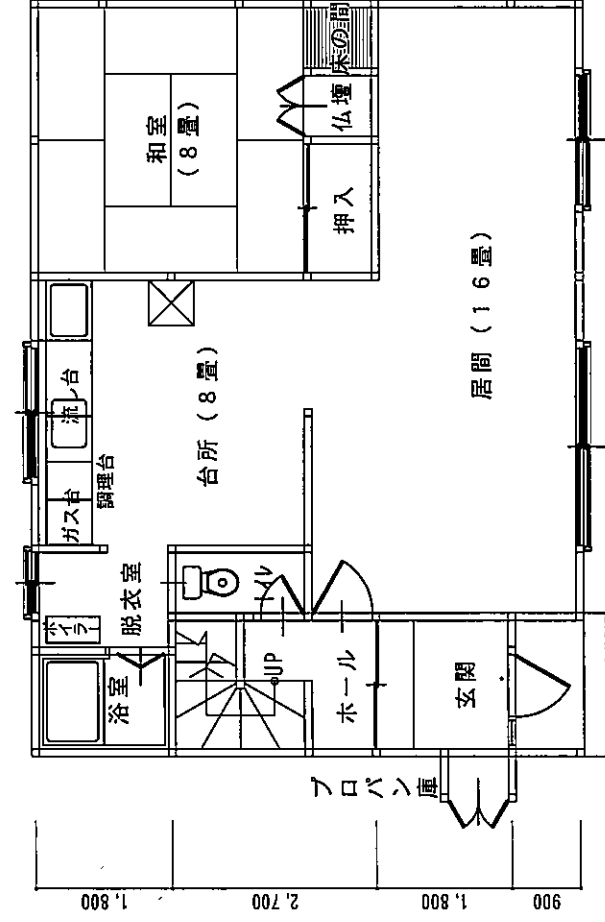 和室
(8畳)
床の間
仏壇
押入
流し台
ガス台
調理台
台所(8畳)
居間(16畳)
ボイラー
脱衣室
トイレ
浴室
UP
ホール
玄関
プロパン庫
1,800
2,700
1,800
900